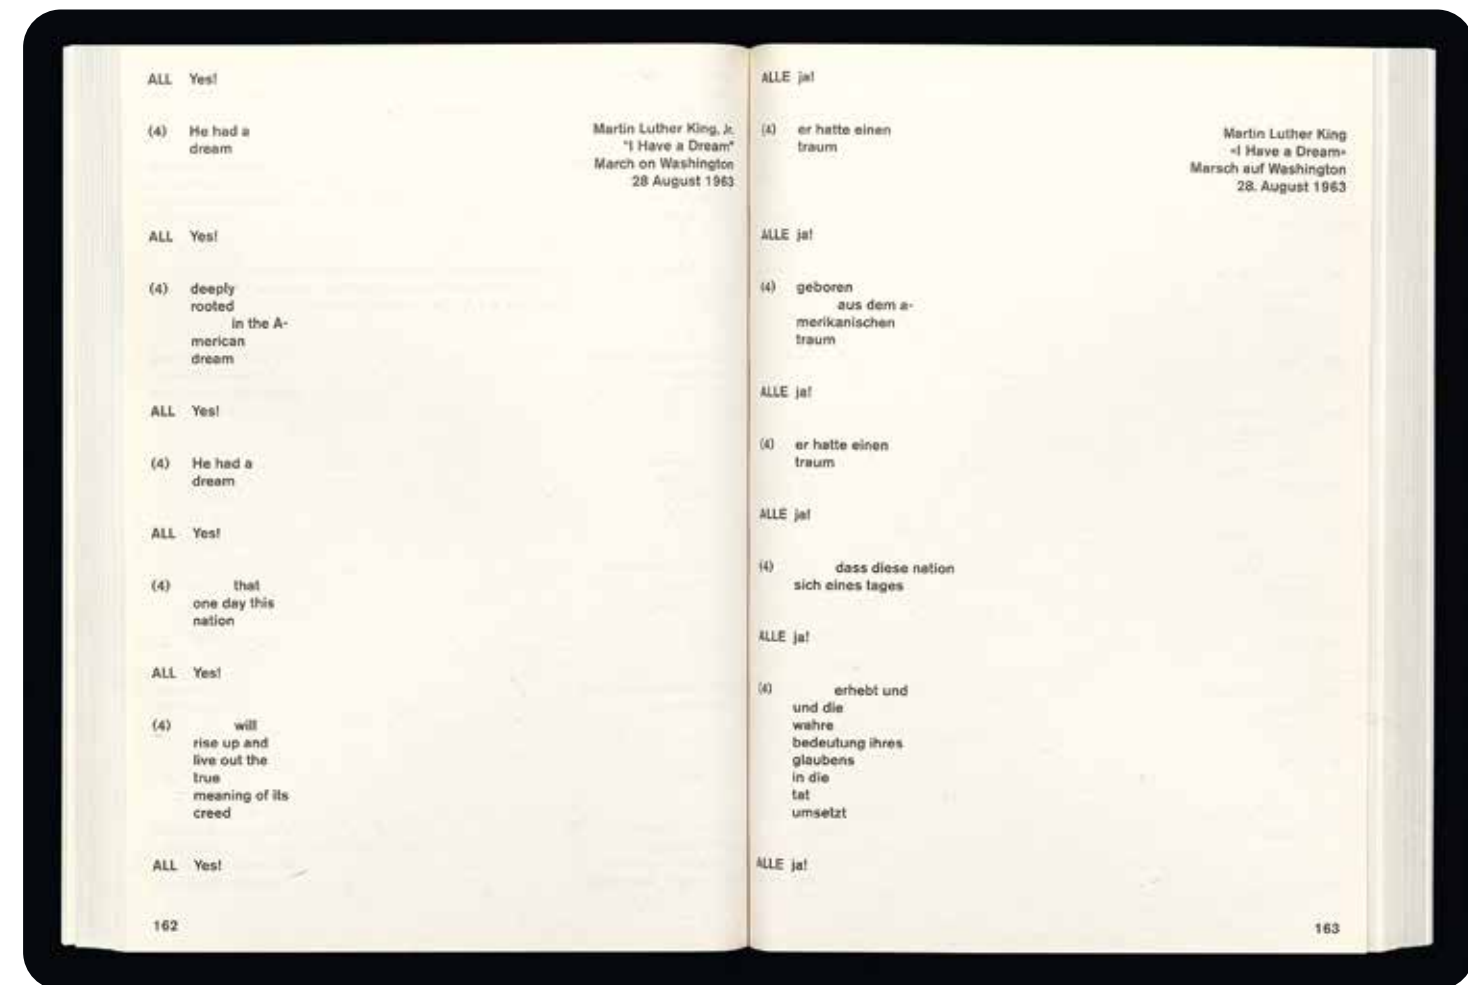 ALL Yes!
(4) He had a
dream
Martin Luther King, Jr.
"I Have a Dream"
March on Washington
28 August 1963
ALL Yes!
(4) deeply
rooted
in the A-
merican
dream
ALL Yes!
(4) He had a
dream
ALL Yes!
(4) that
one day this
nation
ALL Yes!
(4) will
rise up and
live out the
true
meaning of its
creed
ALL Yes!
162
ALLE ja!
(4) er hatte einen
traum
Martin Luther King
«I Have a Dream»
Marsch auf Washington
28. August 1963
ALLE ja!
(4) geboren
aus dem a-
merikanischen
traum
ALLE ja!
(4) er hatte einen
traum
ALLE ja!
(4) dass diese nation
sich eines tages
ALLE ja!
(4) erhebt und
und die
wahre
bedeutung ihres
glaubens
in die
tat
umsetzt
ALLE ja!
163